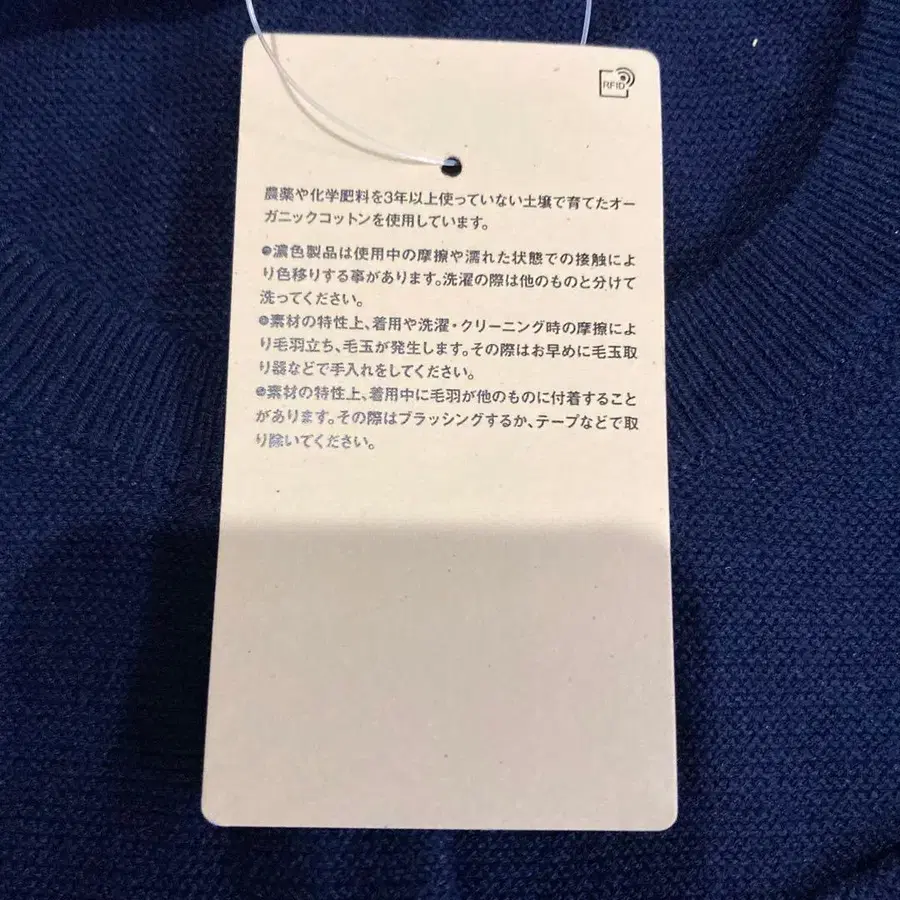 RFID
農薬や化学肥料を3年以上使っていない土壌で育てたオー
ガニックコットンを使用しています。
●濃色製品は使用中の摩擦や濡れた状態での接触によ
り色移りする事があります。洗濯の際は他のものと分けて
洗ってください。
●素材の特性上、着用や洗濯・クリーニング時の摩擦によ
り毛羽立ち、毛玉が発生します。その際はお早めに毛玉取
り器などで手入れをしてください。
●素材の特性上、着用中に毛羽が他のものに付着すること
があります。その際はブラッシングするか、テープなどで取
り除いてください。